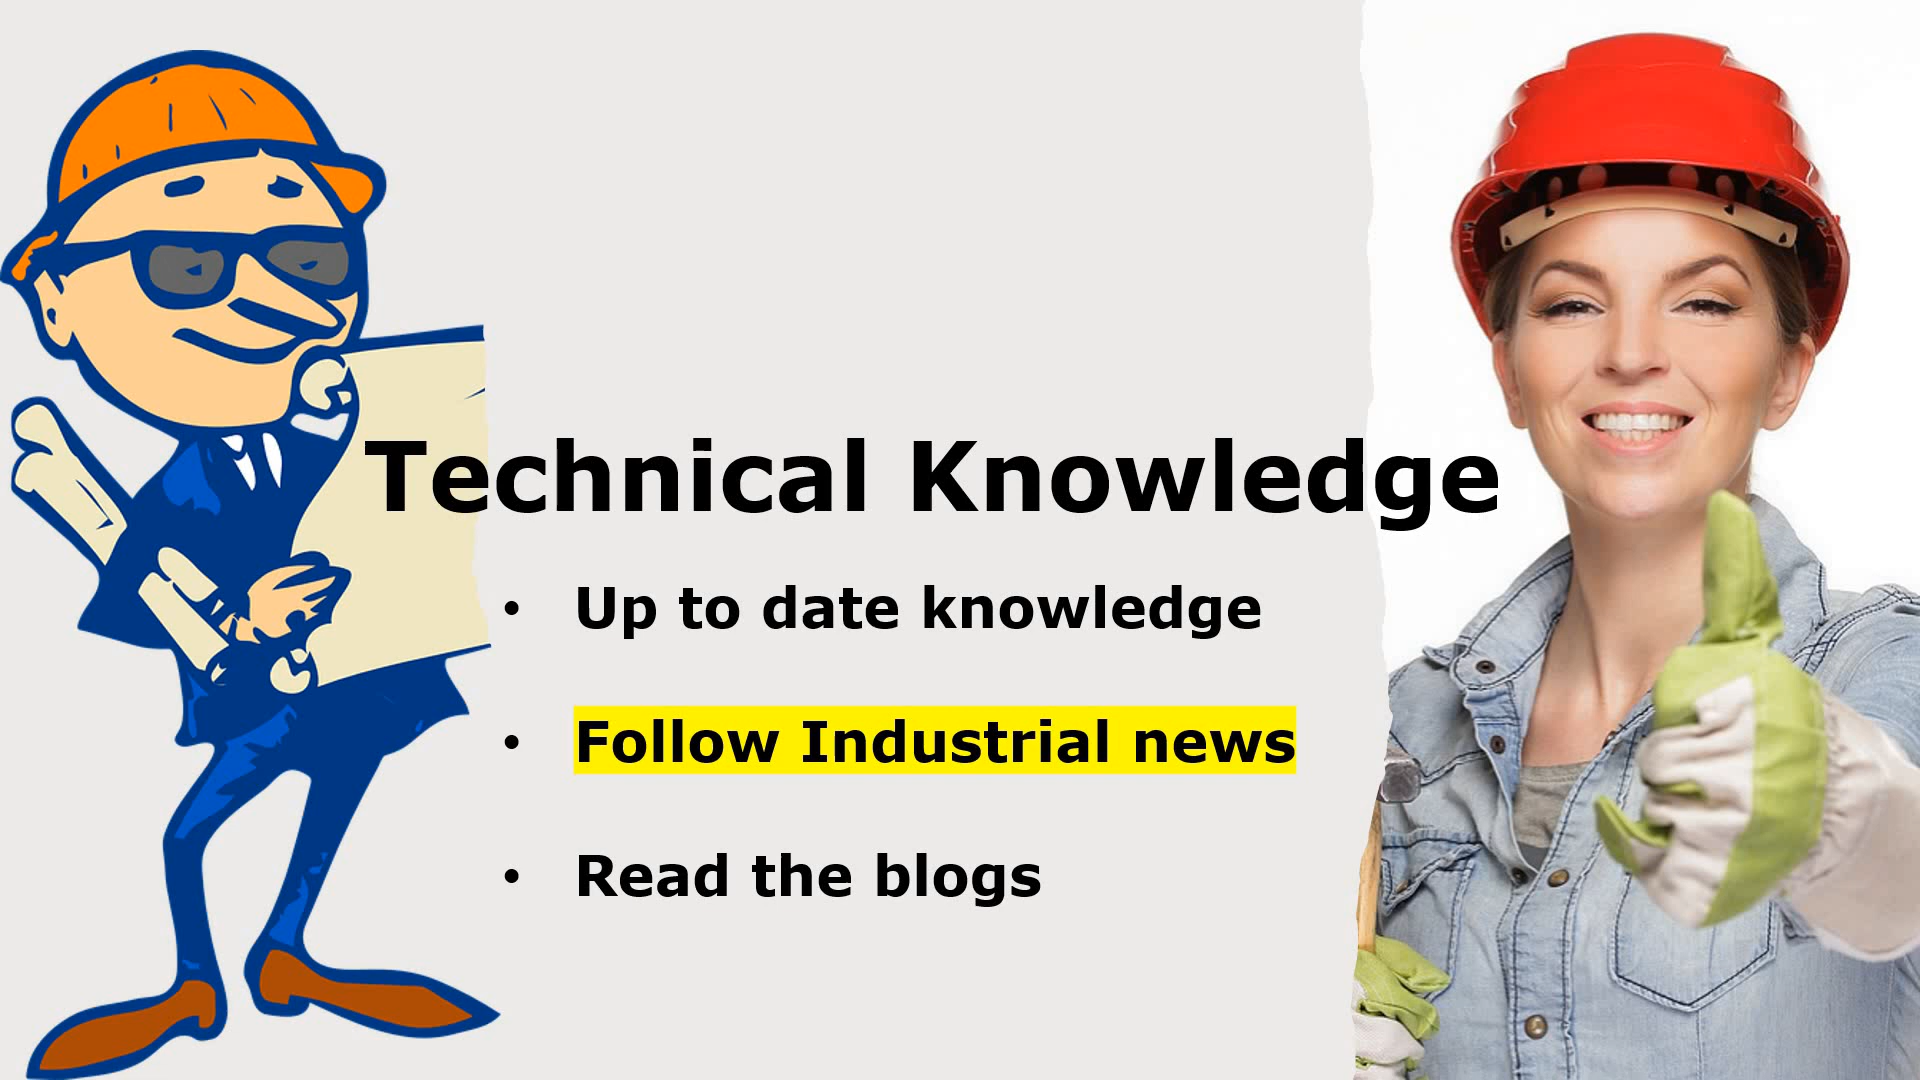 Technical Knowledge
• Up to date knowledge
• Follow Industrial news
• Read the blogs